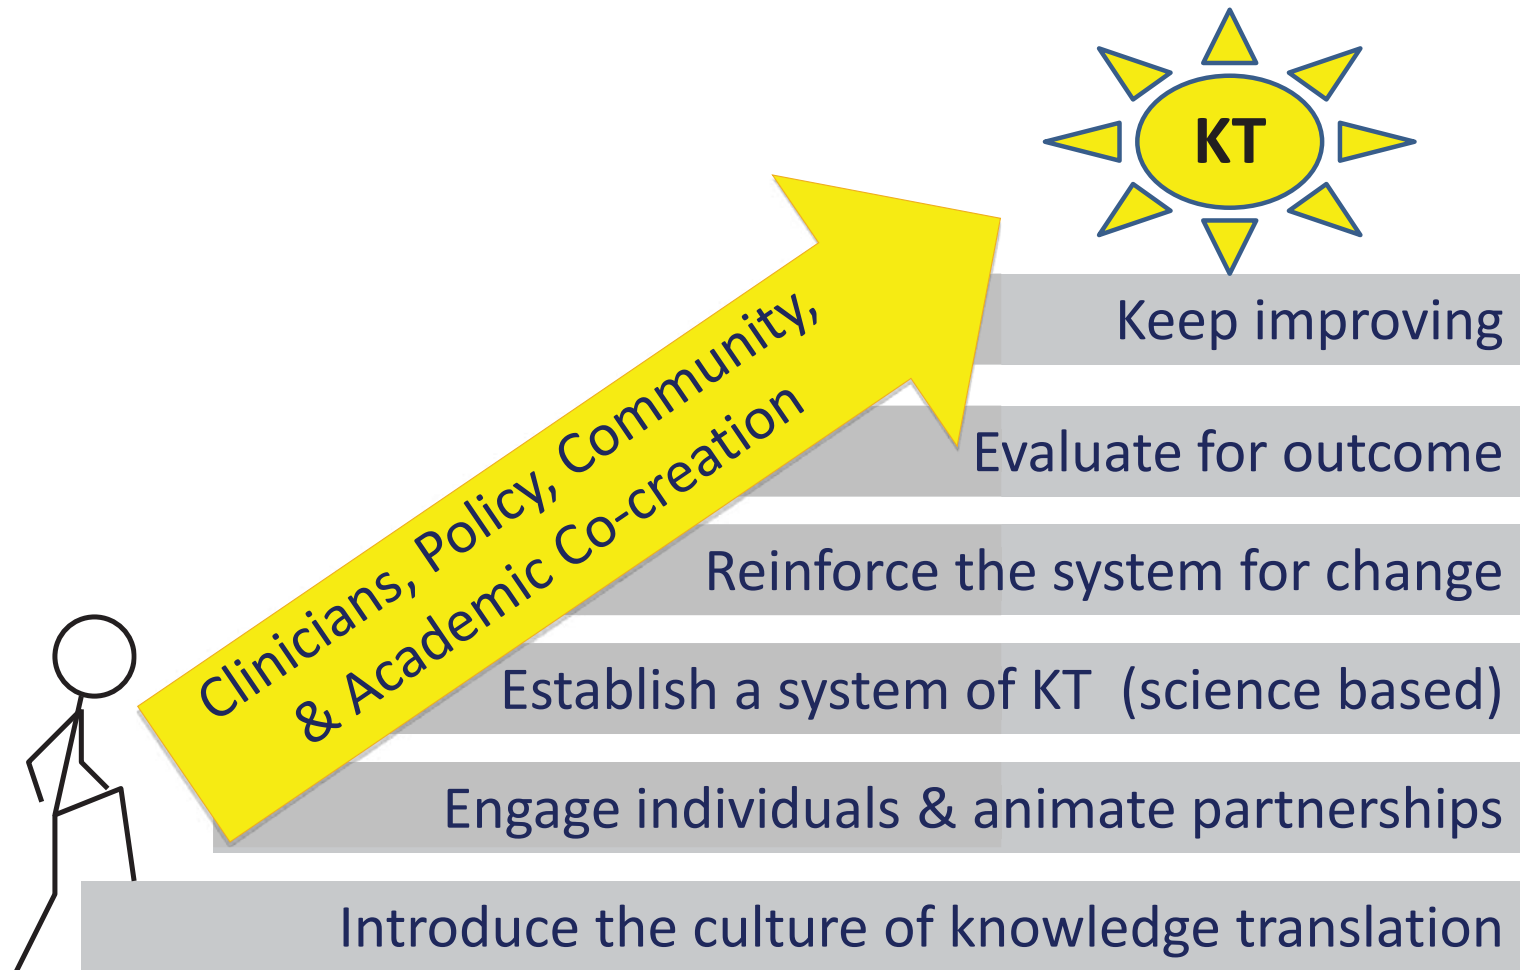 KT
Clinicians, Policy, Community,
& Academic Co-creation
Keep improving
Evaluate for outcome
Reinforce the system for change
Establish a system of KT (science based)
Engage individuals & animate partnerships
Introduce the culture of knowledge translation